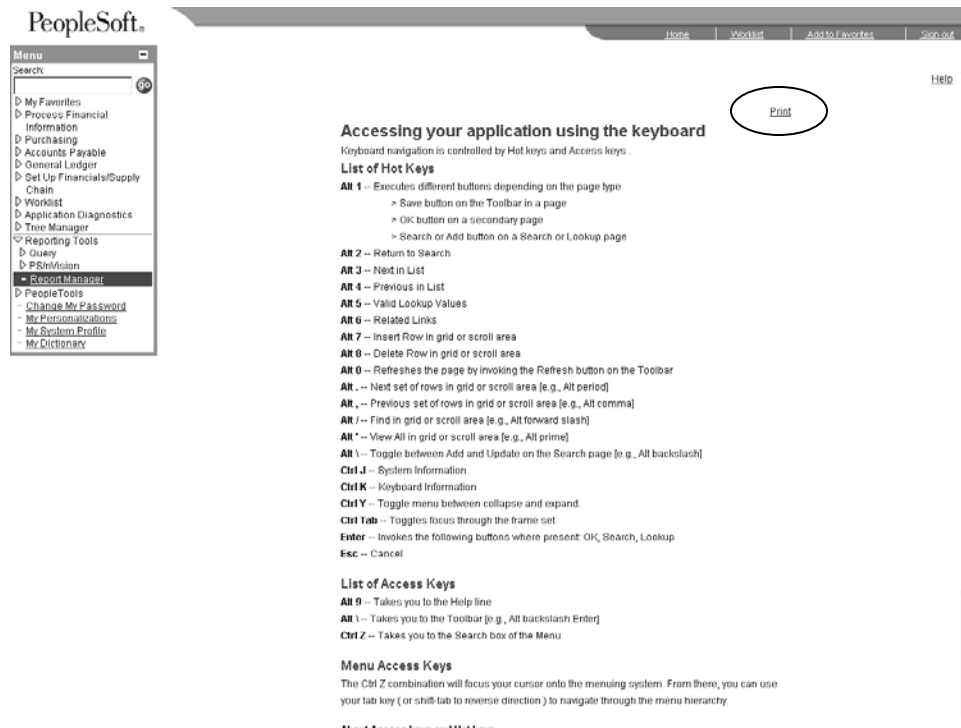 PeopleSoft®
Home
Worklist
Add to Favorites
Sign out
Menu
Search:
go
My Favorites
Process Financial
Information
Purchasing
Accounts Payable
General Ledger
Set Up Financials/Supply
Chain
Worklist
Application Diagnostics
Tree Manager
Reporting Tools
Query
PS/nVision
- Report Manager
PeopleTools
- Change My Password
- My Personalizations
- My System Profile
- My Dictionary
Help
Print
Accessing your application using the keyboard
Keyboard navigation is controlled by Hot keys and Access keys .
List of Hot Keys
Alt 1 -- Executes different buttons depending on the page type
> Save button on the Toolbar in a page
> OK button on a secondary page
> Search or Add button on a Search or Lookup page
Alt 2 -- Return to Search
Alt 3 -- Next in List
Alt 4 -- Previous in List
Alt 5 -- Valid Lookup Values
Alt 6 -- Related Links
Alt 7 -- Insert Row in grid or scroll area
Alt 8 -- Delete Row in grid or scroll area
Alt 0 -- Refreshes the page by invoking the Refresh button on the Toolbar
Alt . -- Next set of rows in grid or scroll area [e.g., Alt period]
Alt , -- Previous set of rows in grid or scroll area [e.g., Alt comma]
Alt / -- Find in grid or scroll area [e.g., Alt forward slash]
Alt ' -- View All in grid or scroll area [e.g., Alt prime]
Alt \ -- Toggle between Add and Update on the Search page [e.g., Alt backslash]
Ctrl J -- System Information
Ctrl K -- Keyboard Information
Ctrl Y -- Toggle menu between collapse and expand.
Ctrl Tab -- Toggles focus through the frame set
Enter -- Invokes the following buttons where present: OK, Search, Lookup
Esc -- Cancel
List of Access Keys
Alt 9 -- Takes you to the Help line
Alt \ -- Takes you to the Toolbar [e.g., Alt backslash Enter]
Ctrl Z -- Takes you to the Search box of the Menu
Menu Access Keys
The Ctrl Z combination will focus your cursor onto the menuing system. From there, you can use
your tab key ( or shift-tab to reverse direction ) to navigate through the menu hierarchy.
About Access keys and Hot keys